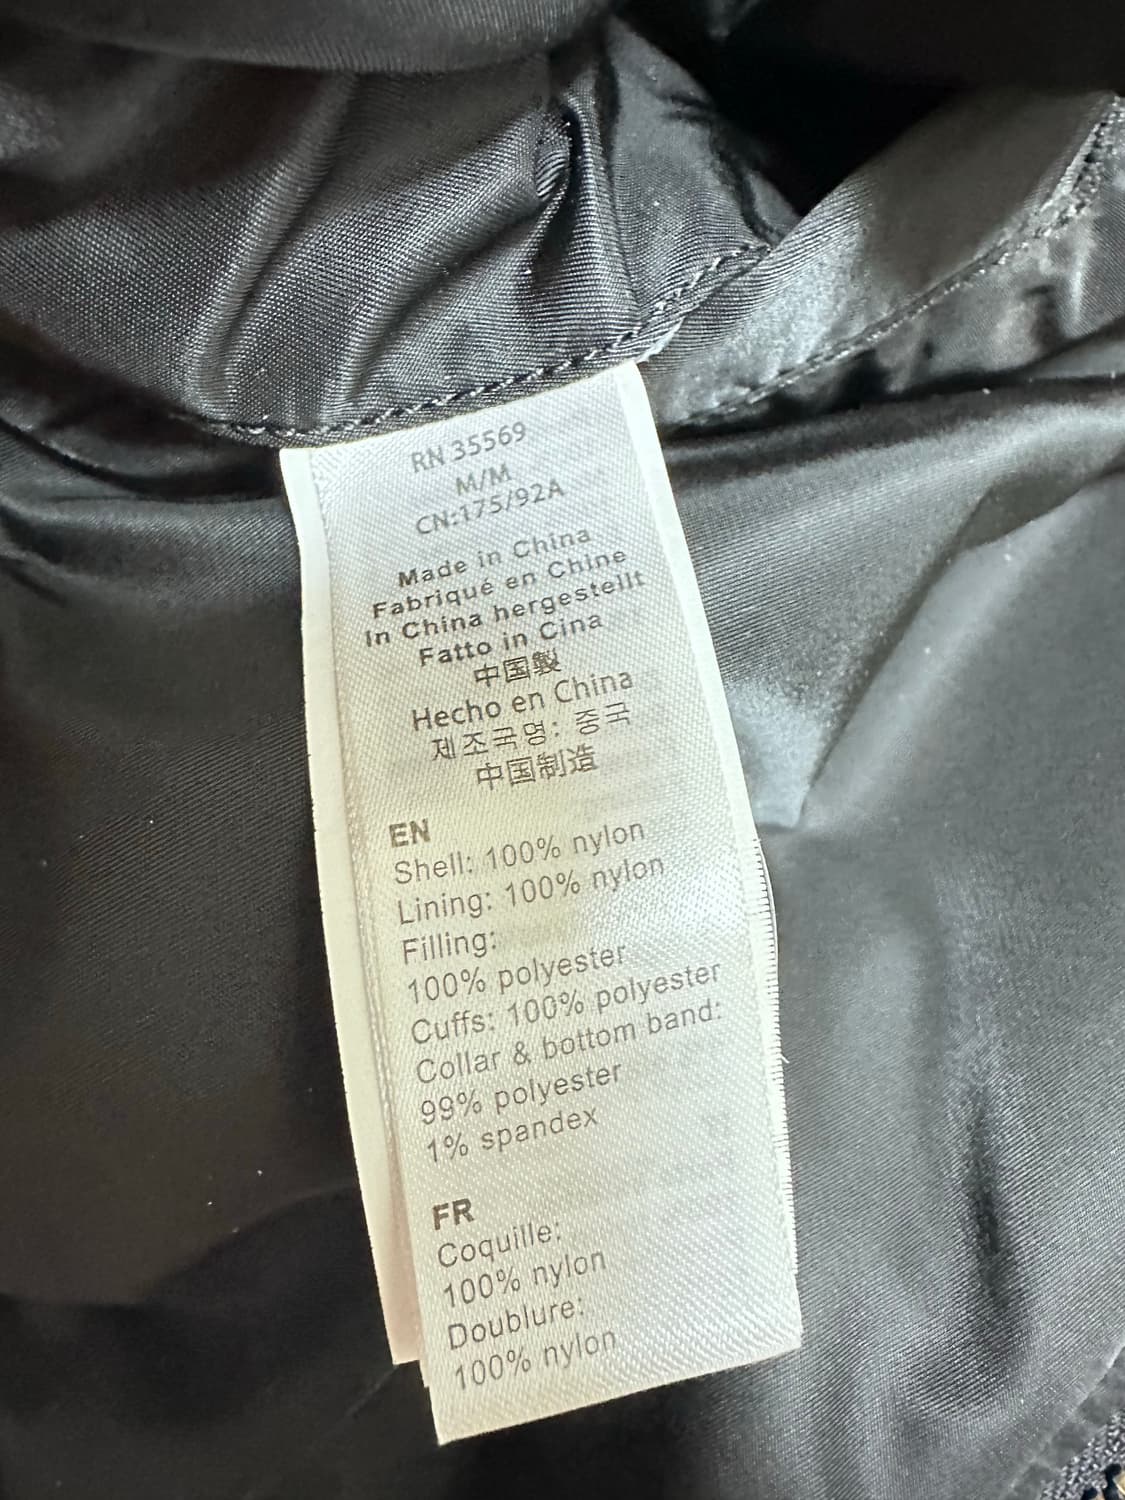 RN 35569
M/M
CN:175/92A
Made in China
Fabriqué en Chine
In China hergestellt
Fatto in Cina
中国製
Hecho en China
제조국명: 중국
中国制造
EN
Shell: 100% nylon
Lining: 100% nylon
Filling:
100% polyester
Cuffs: 100% polyester
Collar & bottom band:
99% polyester
1% spandex
FR
Coquille:
100% nylon
Doublure:
100% nylon